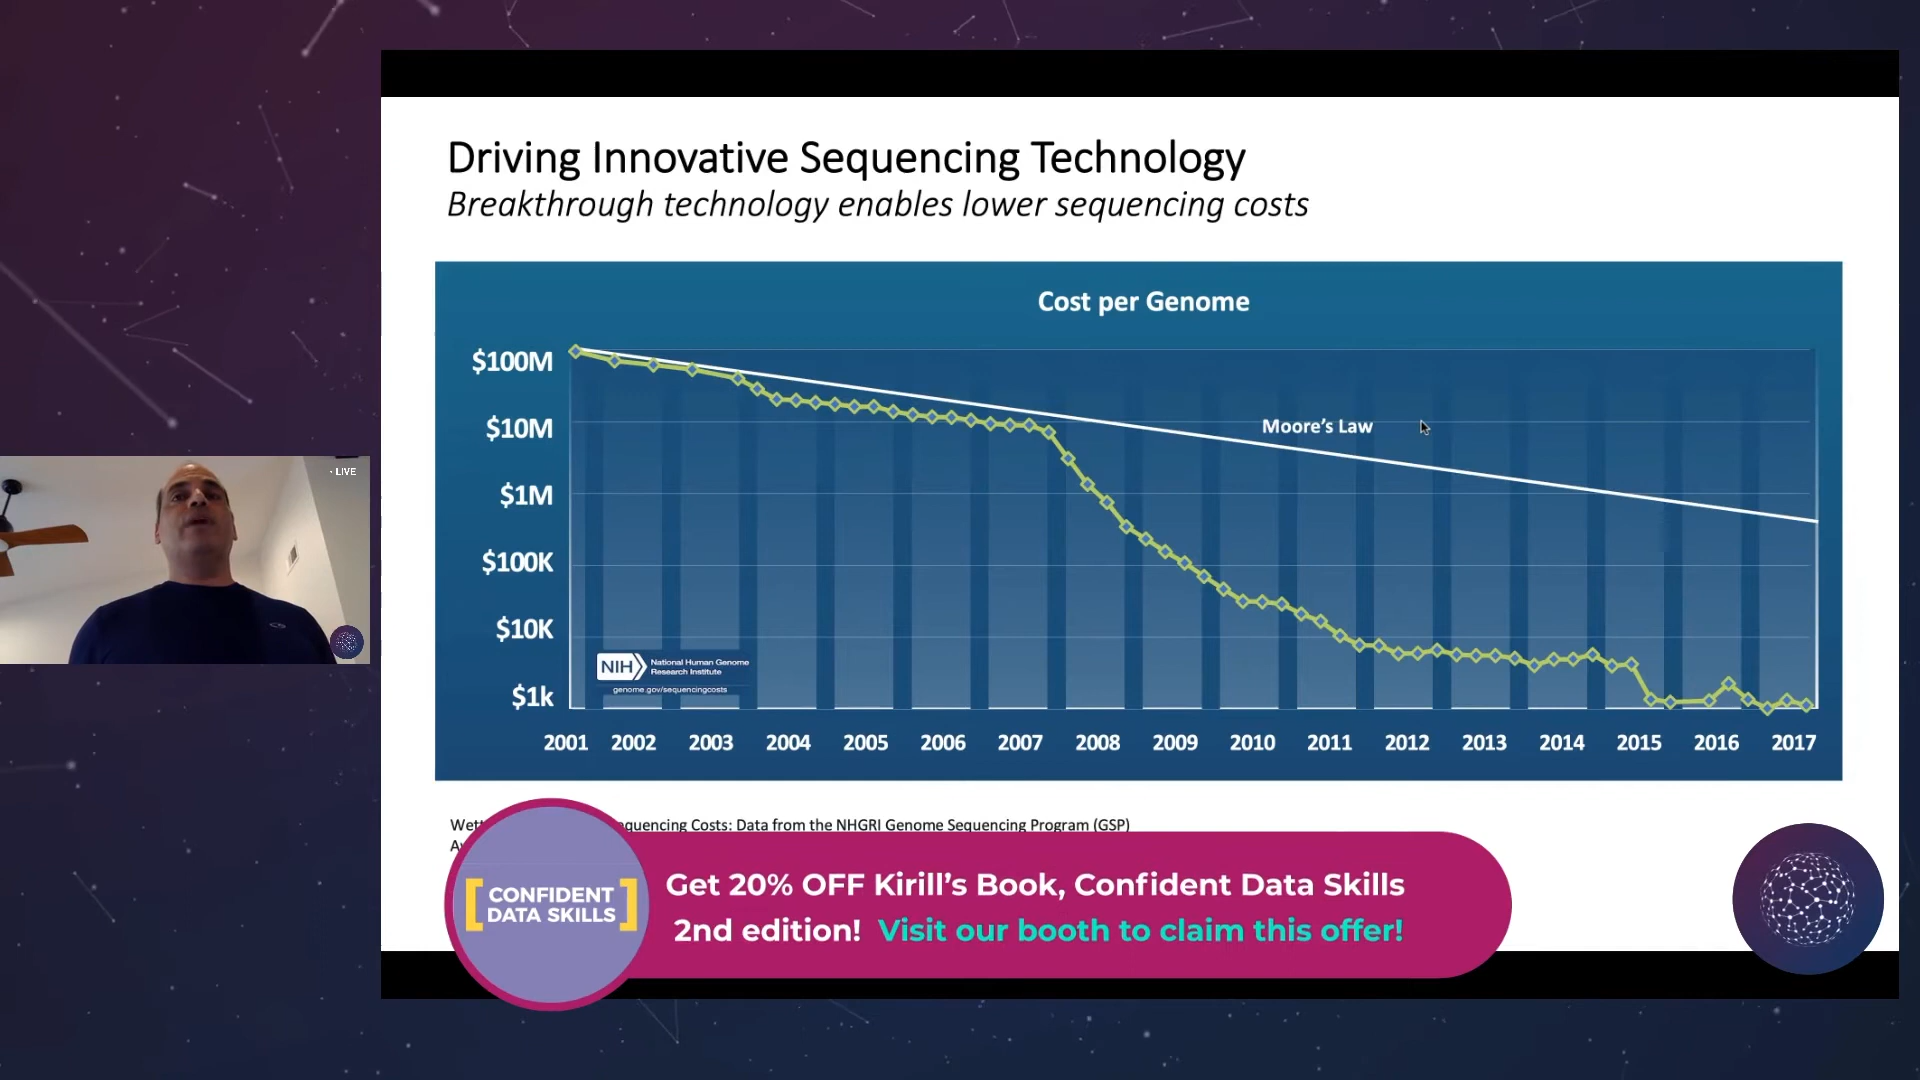 Driving Innovative Sequencing Technology
Breakthrough technology enables lower sequencing costs
Cost per Genome
$100M
$10M
$1M
$100K
$10K
$1k
Moore's Law
NIH
National Human Genome
Research Institute
genome.gov/sequencingcosts
2001 2002 2003 2004 2005 2006 2007 2008 2009 2010 2011 2012 2013 2014 2015 2016 2017
LIVE
Costs: Data from the NHGRI Genome Sequencing Program (GSP)
[CONFIDENT
DATA SKILLS]
Get 20% OFF Kirill's Book, Confident Data Skills
2nd edition! Visit our booth to claim this offer!